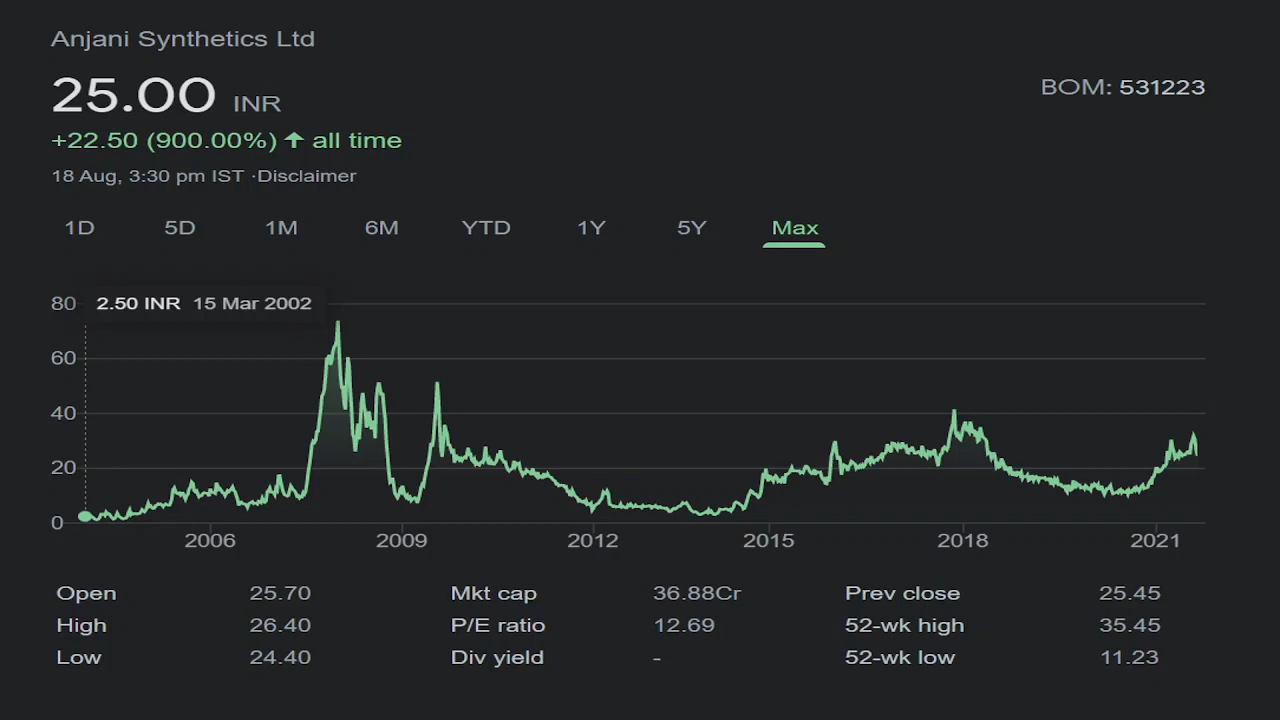 Anjani Synthetics Ltd
25.00 INR
BOM: 531223
+22.50 (900.00%) ↑ all time
18 Aug, 3:30 pm IST ·Disclaimer
1D 5D 1M 6M YTD 1Y 5Y Max
80 2.50 INR 15 Mar 2002
60
40
20
0
2006 2009 2012 2015 2018 2021
Open 25.70 Mkt cap 36.88Cr Prev close 25.45
High 26.40 P/E ratio 12.69 52-wk high 35.45
Low 24.40 Div yield - 52-wk low 11.23